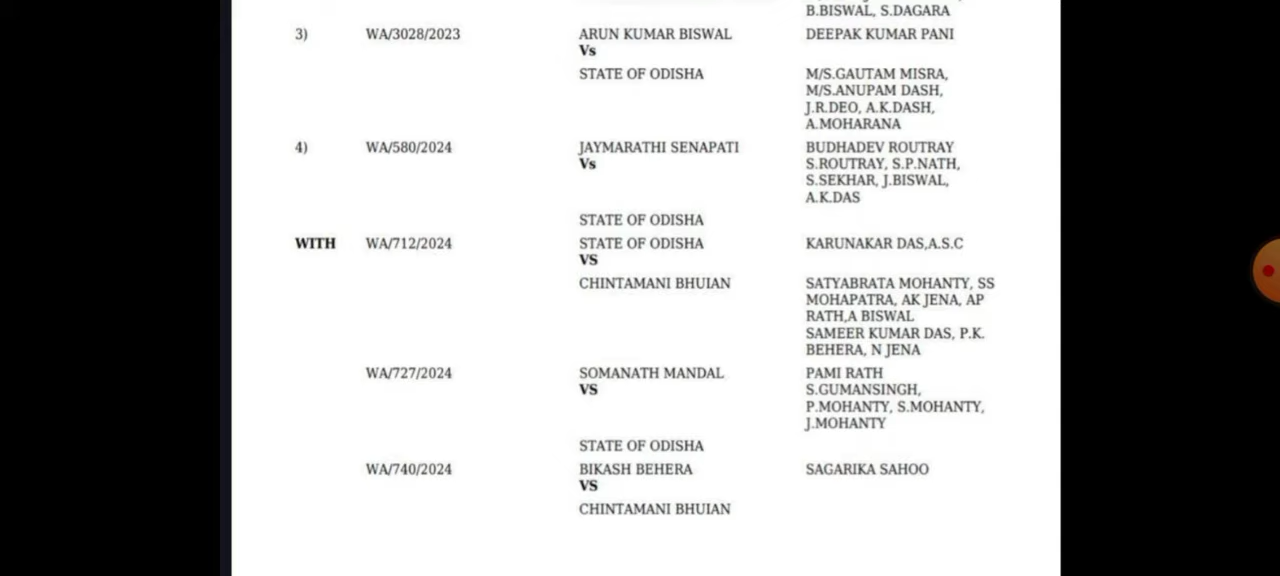 B.BISWAL, S.DAGARA
3) WA/3028/2023 ARUN KUMAR BISWAL DEEPAK KUMAR PANI
Vs
STATE OF ODISHA M/S.GAUTAM MISRA,
M/S.ANUPAM DASH,
J.R.DEO, A.K.DASH,
A.MOHARANA
4) WA/580/2024 JAYMARATHI SENAPATI BUDHADEV ROUTRAY
Vs S.ROUTRAY, S.P.NATH,
S.SEKHAR, J.BISWAL,
A.K.DAS
STATE OF ODISHA
WITH WA/712/2024 STATE OF ODISHA KARUNAKAR DAS,A.S.C
VS
CHINTAMANI BHUIAN SATYABRATA MOHANTY, SS
MOHAPATRA, AK JENA, AP
RATH,A BISWAL
SAMEER KUMAR DAS, P.K.
BEHERA, N JENA
WA/727/2024 SOMANATH MANDAL PAMI RATH
VS S.GUMANSINGH,
P.MOHANTY, S.MOHANTY,
J.MOHANTY
STATE OF ODISHA
WA/740/2024 BIKASH BEHERA SAGARIKA SAHOO
VS
CHINTAMANI BHUIAN